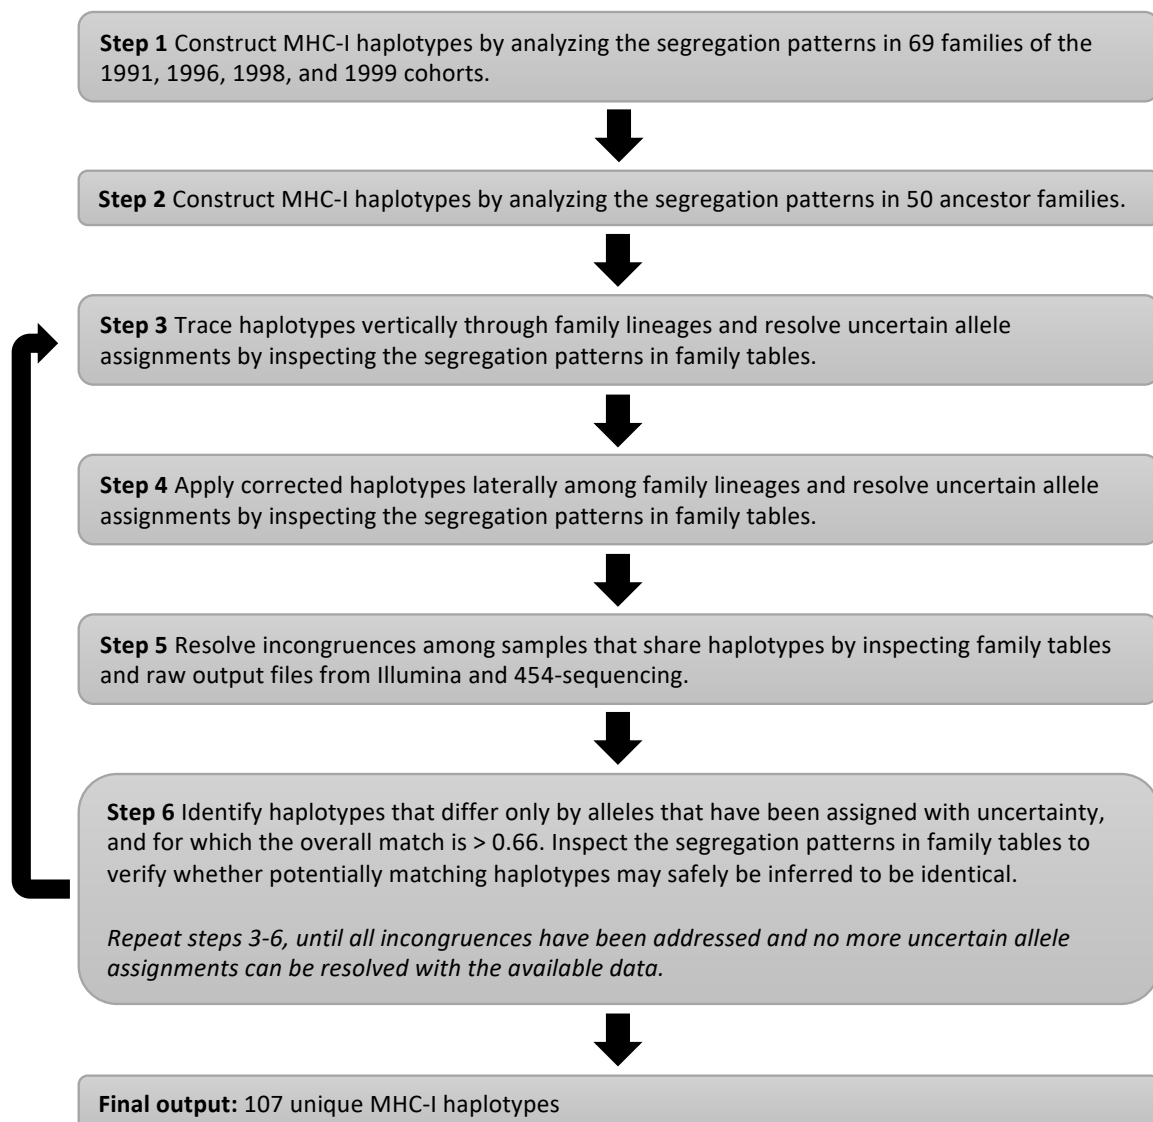 Step 1 Construct MHC-I haplotypes by analyzing the segregation patterns in 69 families of the
1991, 1996, 1998, and 1999 cohorts.
Step 2 Construct MHC-I haplotypes by analyzing the segregation patterns in 50 ancestor families.
Step 3 Trace haplotypes vertically through family lineages and resolve uncertain allele
assignments by inspecting the segregation patterns in family tables.
Step 4 Apply corrected haplotypes laterally among family lineages and resolve uncertain allele
assignments by inspecting the segregation patterns in family tables.
Step 5 Resolve incongruences among samples that share haplotypes by inspecting family tables
and raw output files from Illumina and 454-sequencing.
Step 6 Identify haplotypes that differ only by alleles that have been assigned with uncertainty,
and for which the overall match is > 0.66. Inspect the segregation patterns in family tables to
verify whether potentially matching haplotypes may safely be inferred to be identical.
Repeat steps 3-6, until all incongruences have been addressed and no more uncertain allele
assignments can be resolved with the available data.
Final output: 107 unique MHC-I haplotypes